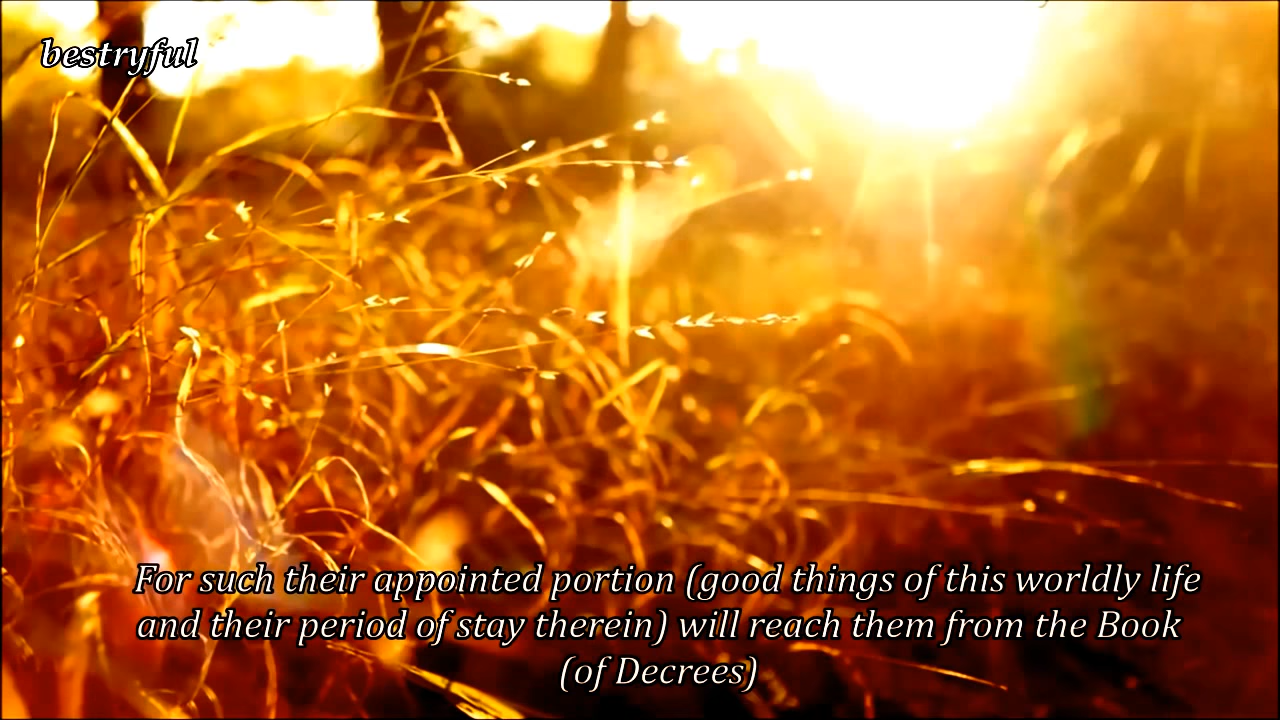 bestryful
For such their appointed portion (good things of this worldly life
and their period of stay therein) will reach them from the Book
(of Decrees)